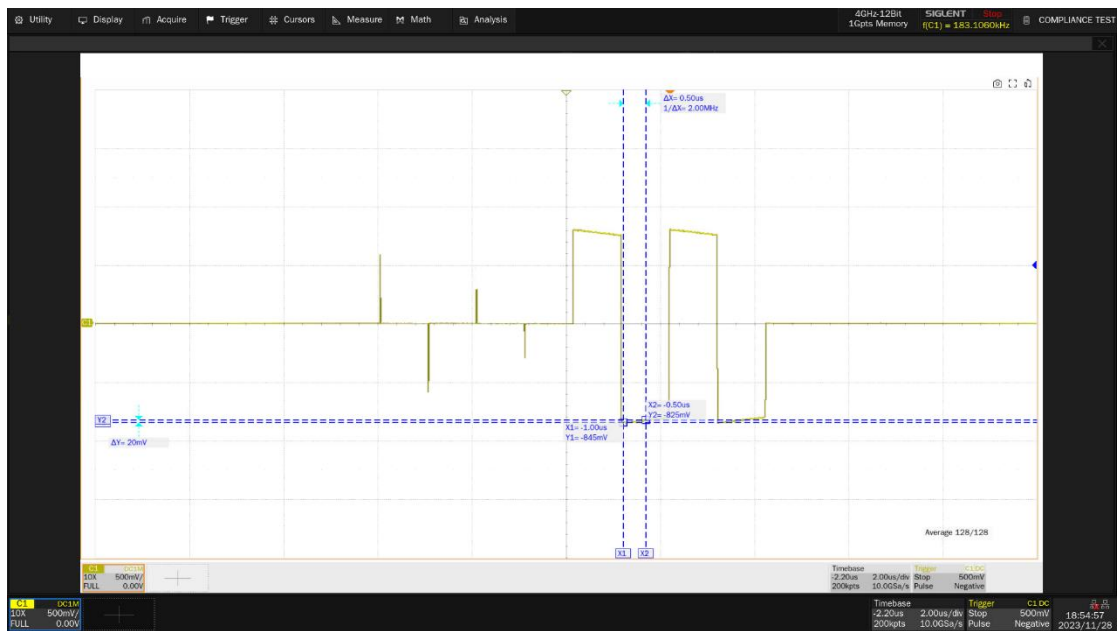 Utility Display Acquire Trigger Cursors Measure Math Analysis
4GHz-12Bit
1Gpts Memory
SIGLENT Stop
f(C1) = 183.1060kHz
COMPLIANCE TEST
ΔX= 0.50us
1/ΔX= 2.00MHz
C1
X2= -0.50us
Y2= -825mV
Y2
X1= -1.00us
Y1= -845mV
ΔY= 20mV
Average 128/128
X1 X2
C1 DC1M
10X 500mV/
FULL 0.00V
Timebase
-2.20us 2.00us/div
200kpts 10.0GSa/s
Trigger C1 DC
Stop 500mV
Pulse Negative
C1 DC1M
10X 500mV/
FULL 0.00V
Timebase
-2.20us 2.00us/div
200kpts 10.0GSa/s
Trigger C1 DC
Stop 500mV
Pulse Negative
18:54:57
2023/11/28